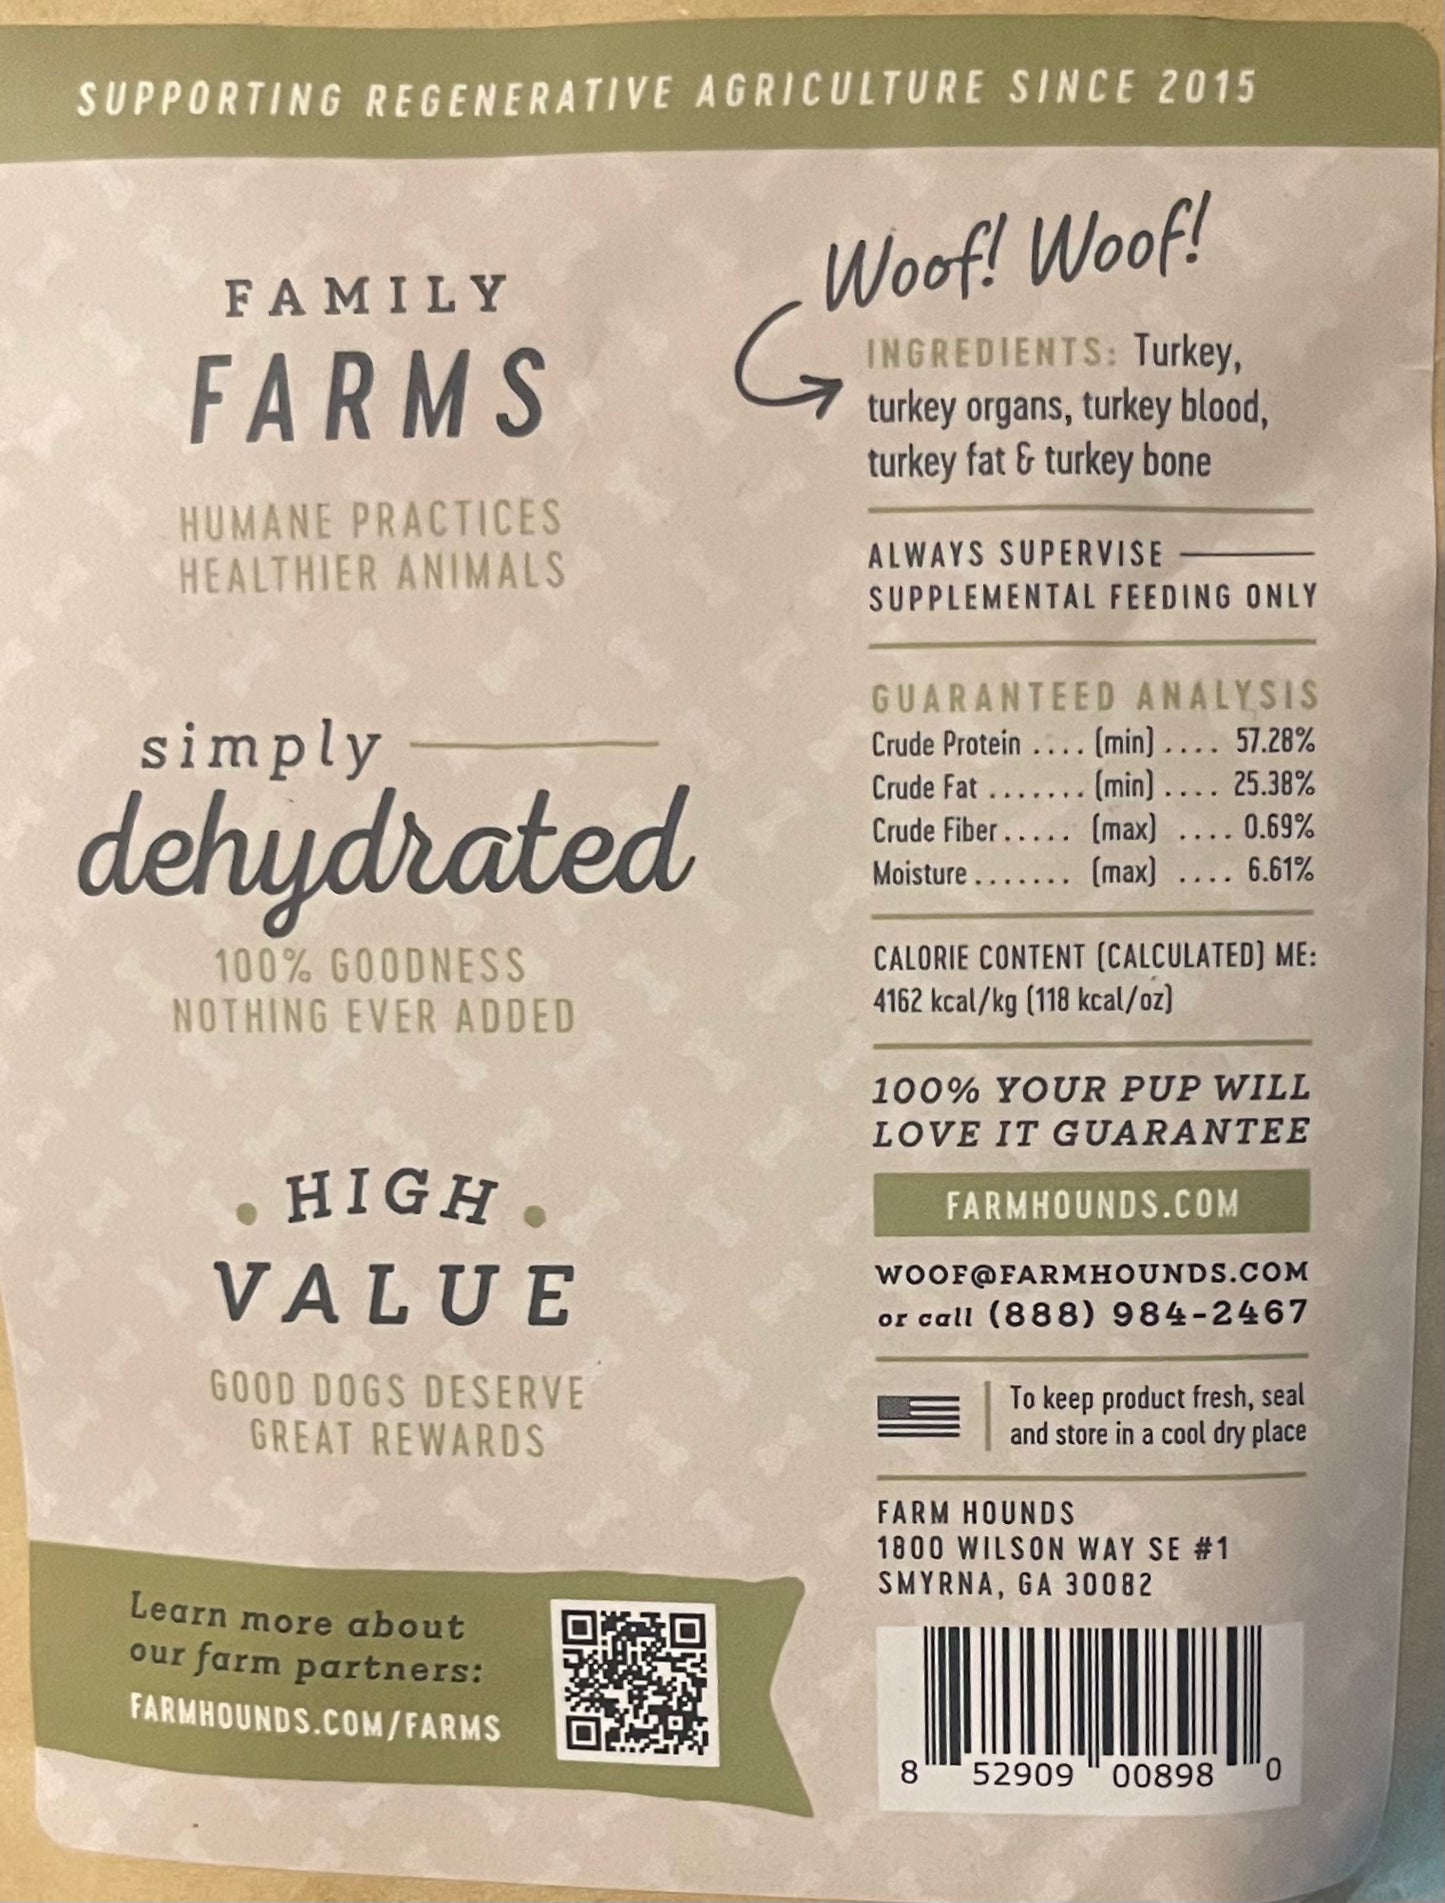 SUPPORTING REGENERATIVE AGRICULTURE SINCE 2015
FAMILY
FARMS
HUMANE PRACTICES
HEALTHIER ANIMALS
simply
dehydrated
100% GOODNESS
NOTHING EVER ADDED
HIGH
VALUE
GOOD DOGS DESERVE
GREAT REWARDS
Learn more about
our farm partners:
FARMHOUNDS.COM/FARMS
Woof! Woof!
INGREDIENTS: Turkey,
turkey organs, turkey blood,
turkey fat & turkey bone
ALWAYS SUPERVISE
SUPPLEMENTAL FEEDING ONLY
GUARANTEED ANALYSIS
Crude Protein .... (min) .... 57.28%
Crude Fat ....... (min) .... 25.38%
Crude Fiber ..... (max) .... 0.69%
Moisture ....... (max) .... 6.61%
CALORIE CONTENT (CALCULATED) ME:
4162 kcal/kg (118 kcal/oz)
100% YOUR PUP WILL
LOVE IT GUARANTEE
FARMHOUNDS.COM
WOOF@FARMHOUNDS.COM
or call (888) 984-2467
To keep product fresh, seal
and store in a cool dry place
FARM HOUNDS
1800 WILSON WAY SE #1
SMYRNA, GA 30082
8 52909 00898 0